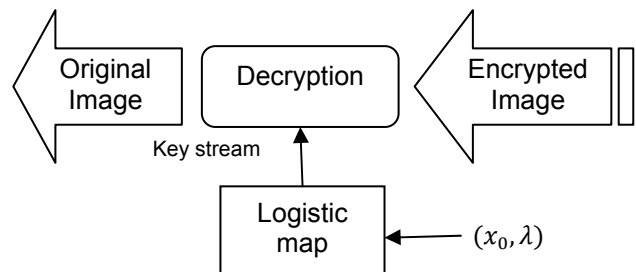 Original
Image
Decryption
Encrypted
Image
Key stream
Logistic
map
(𝑥₀, 𝜆)